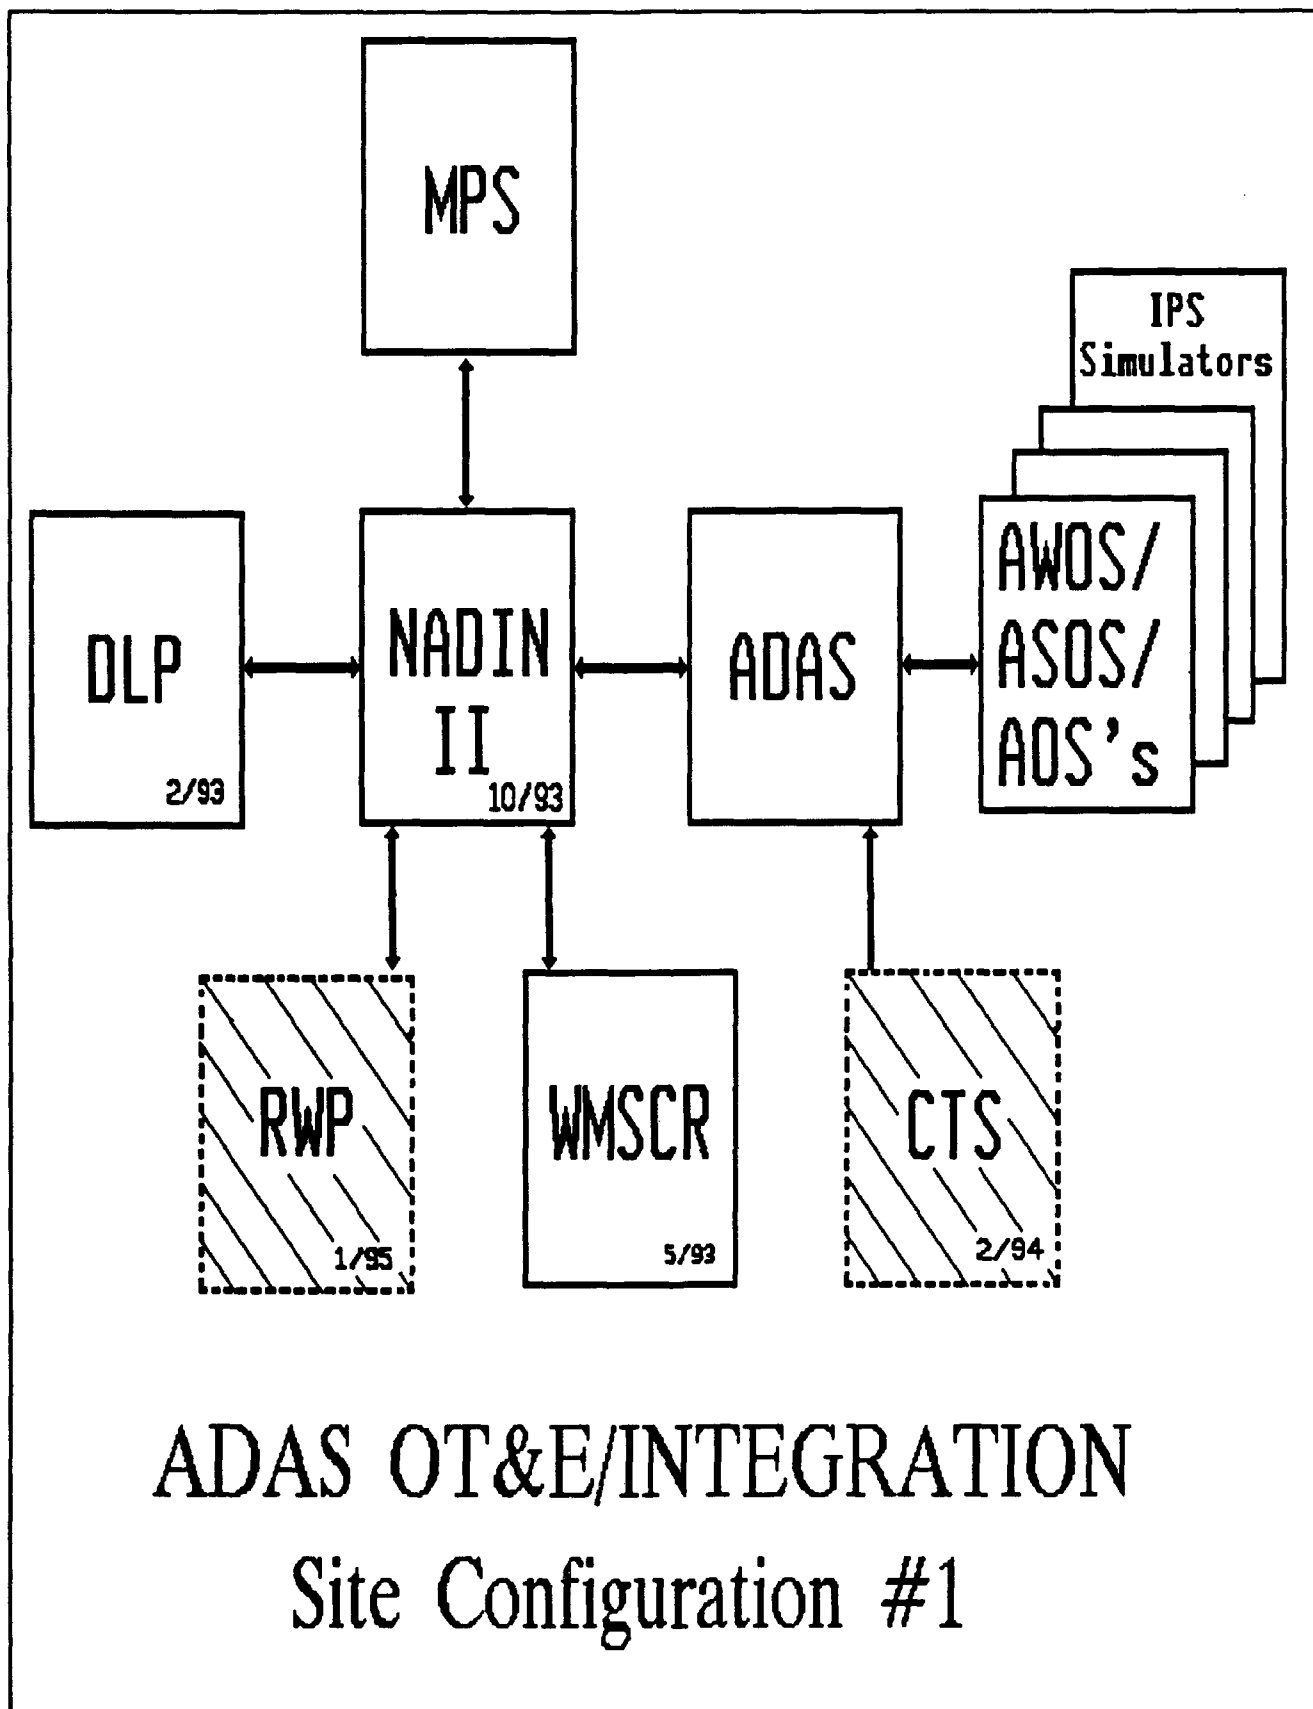 MPS
IPS
Simulators
DLP
2/93
NADIN
II
10/93
ADAS
AWOS/
ASOS/
AOS's
RWP
1/95
WMSCR
5/93
CTS
2/94
ADAS OT&E/INTEGRATION
Site Configuration #1